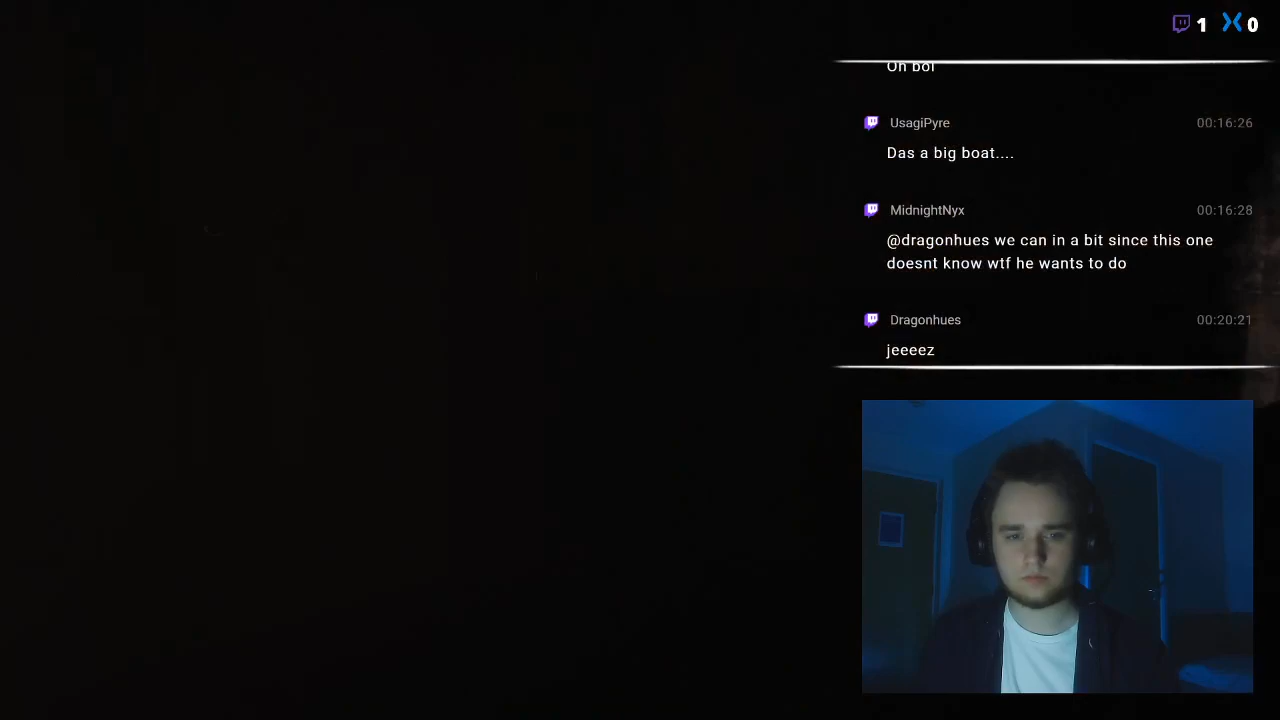 1 0
Oh boi
UsagiPyre 00:16:26
Das a big boat....
MidnightNyx 00:16:28
@dragonhues we can in a bit since this one
doesnt know wtf he wants to do
Dragonhues 00:20:21
jeeeez